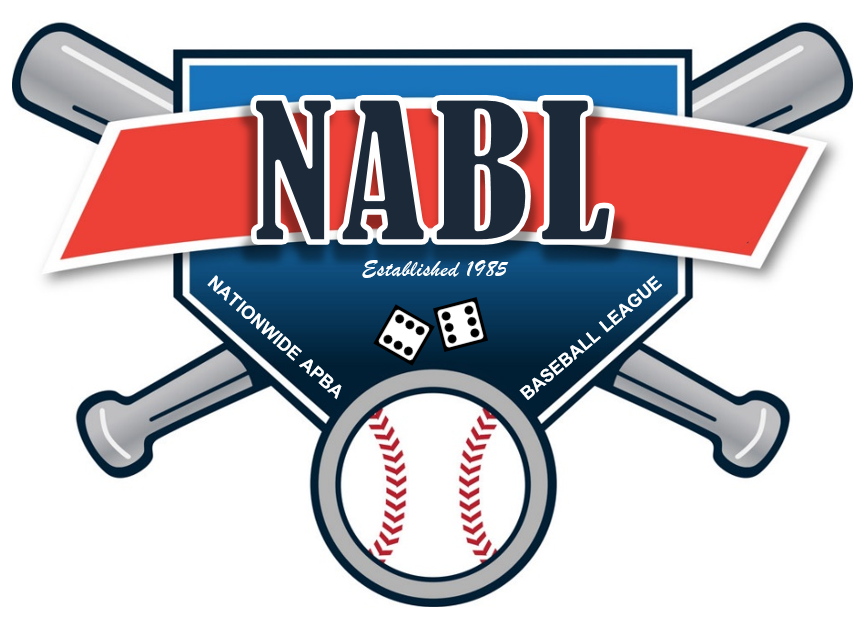 NABL
Established 1985
NATIONWIDE APBA
BASEBALL LEAGUE